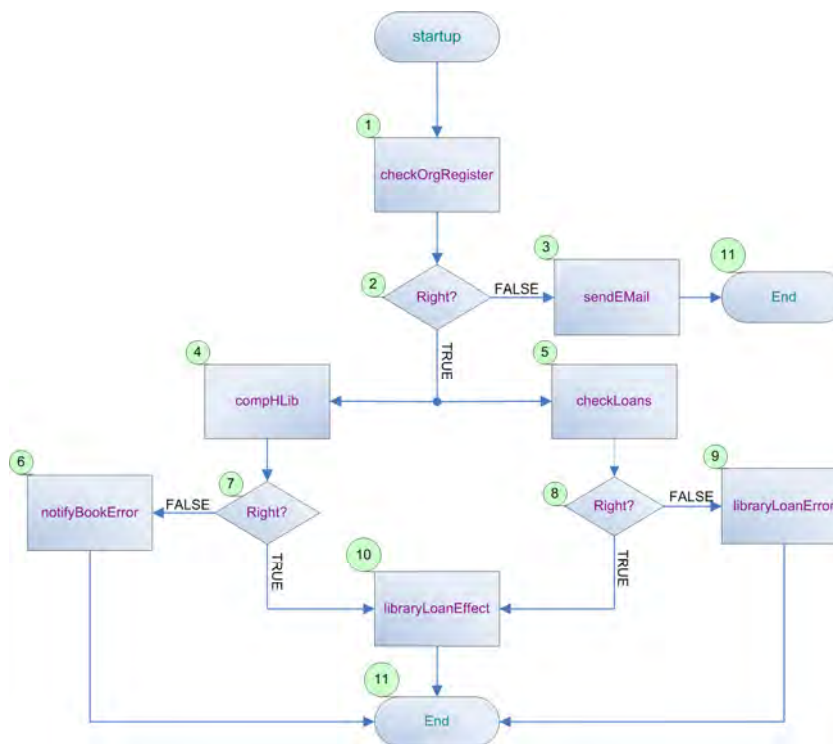 startup
1
checkOrgRegister
2
Right?
FALSE
3
sendEMail
11
End
TRUE
4
compHLib
5
checkLoans
6
notifyBookError
FALSE
7
Right?
TRUE
8
Right?
FALSE
9
libraryLoanError
TRUE
10
libraryLoanEffect
11
End